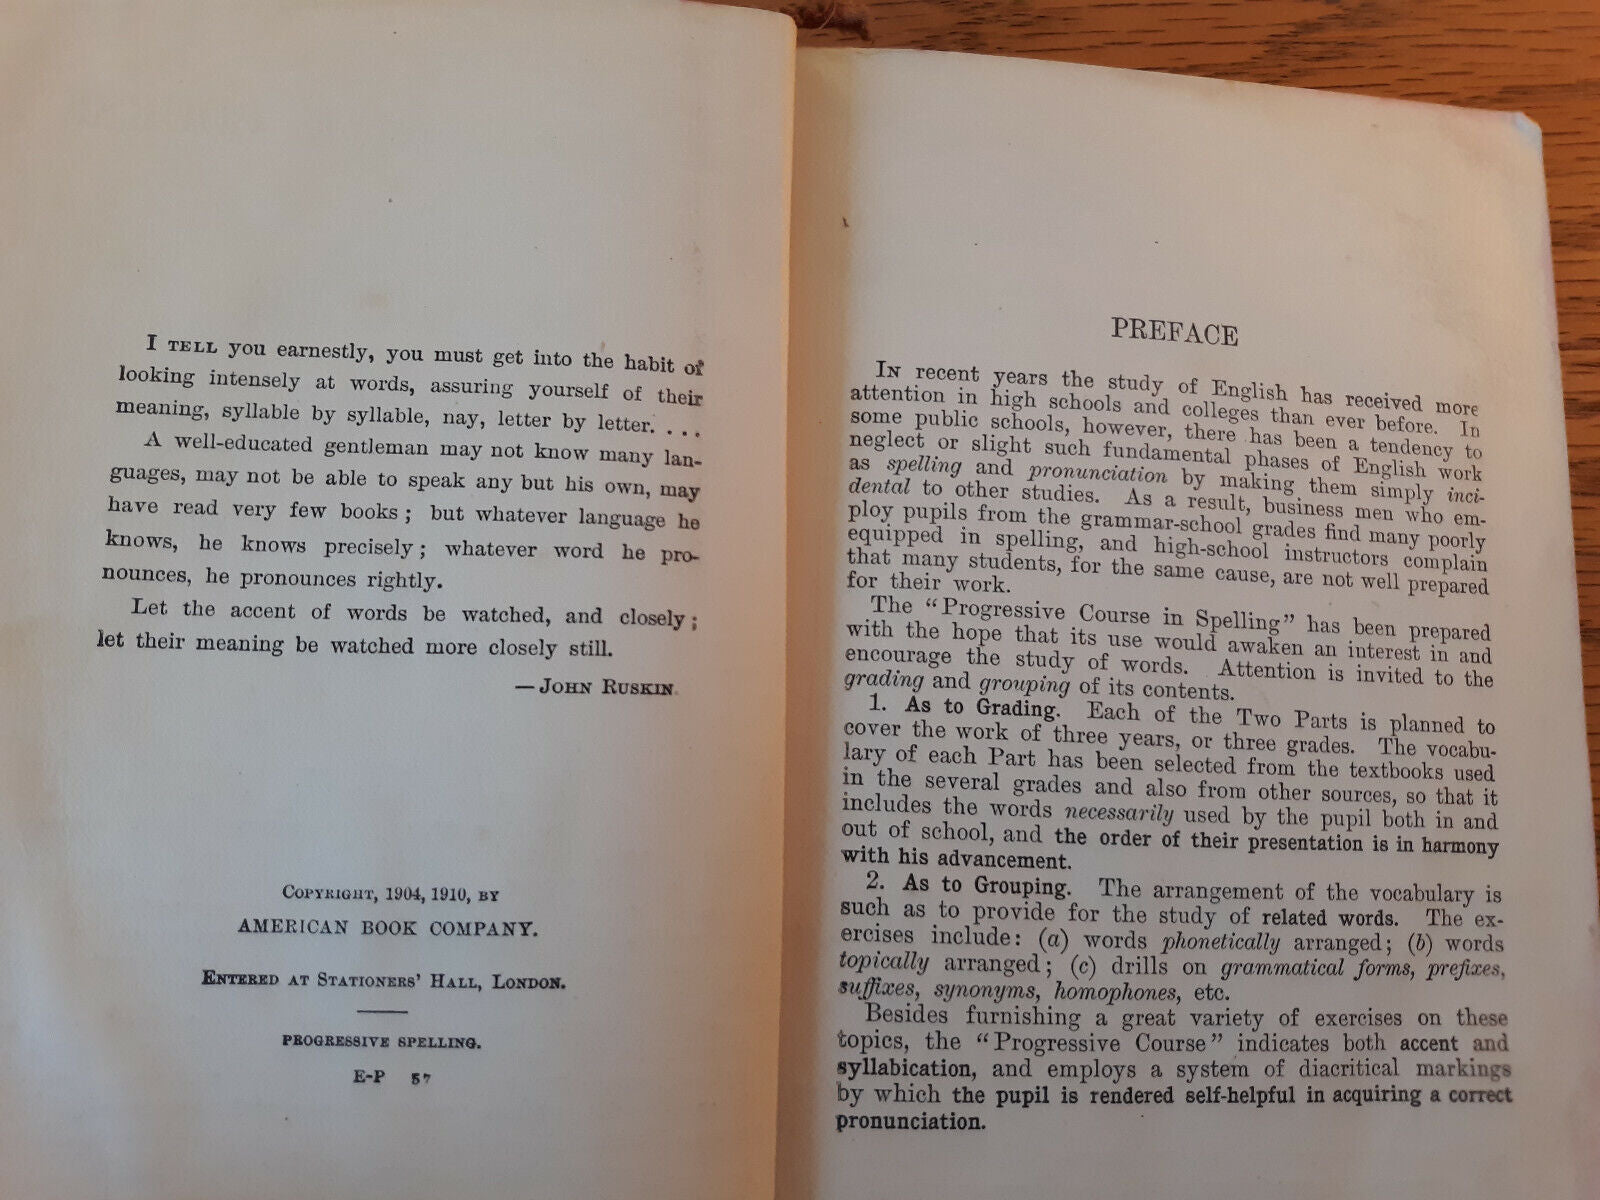 I TELL you earnestly, you must get into the habit of
looking intensely at words, assuring yourself of their
meaning, syllable by syllable, nay, letter by letter. . . .
A well-educated gentleman may not know many lan-
guages, may not be able to speak any but his own, may
have read very few books; but whatever language he
knows, he knows precisely; whatever word he pro-
nounces, he pronounces rightly.
Let the accent of words be watched, and closely;
let their meaning be watched more closely still.
— JOHN RUSKIN.
COPYRIGHT, 1904, 1910, BY
AMERICAN BOOK COMPANY.
ENTERED AT STATIONERS' HALL, LONDON.
PROGRESSIVE SPELLING.
E-P 57
PREFACE
IN recent years the study of English has received more
attention in high schools and colleges than ever before. In
some public schools, however, there has been a tendency to
neglect or slight such fundamental phases of English work
as spelling and pronunciation by making them simply inci-
dental to other studies. As a result, business men who em-
ploy pupils from the grammar-school grades find many poorly
equipped in spelling, and high-school instructors complain
that many students, for the same cause, are not well prepared
for their work.
The "Progressive Course in Spelling" has been prepared
with the hope that its use would awaken an interest in and
encourage the study of words. Attention is invited to the
grading and grouping of its contents.
1. As to Grading. Each of the Two Parts is planned to
cover the work of three years, or three grades. The vocabu-
lary of each Part has been selected from the textbooks used
in the several grades and also from other sources, so that it
includes the words necessarily used by the pupil both in and
out of school, and the order of their presentation is in harmony
with his advancement.
2. As to Grouping. The arrangement of the vocabulary is
such as to provide for the study of related words. The ex-
ercises include: (a) words phonetically arranged; (b) words
topically arranged; (c) drills on grammatical forms, prefixes,
suffixes, synonyms, homophones, etc.
Besides furnishing a great variety of exercises on these
topics, the "Progressive Course" indicates both accent and
syllabication, and employs a system of diacritical markings
by which the pupil is rendered self-helpful in acquiring a correct
pronunciation.